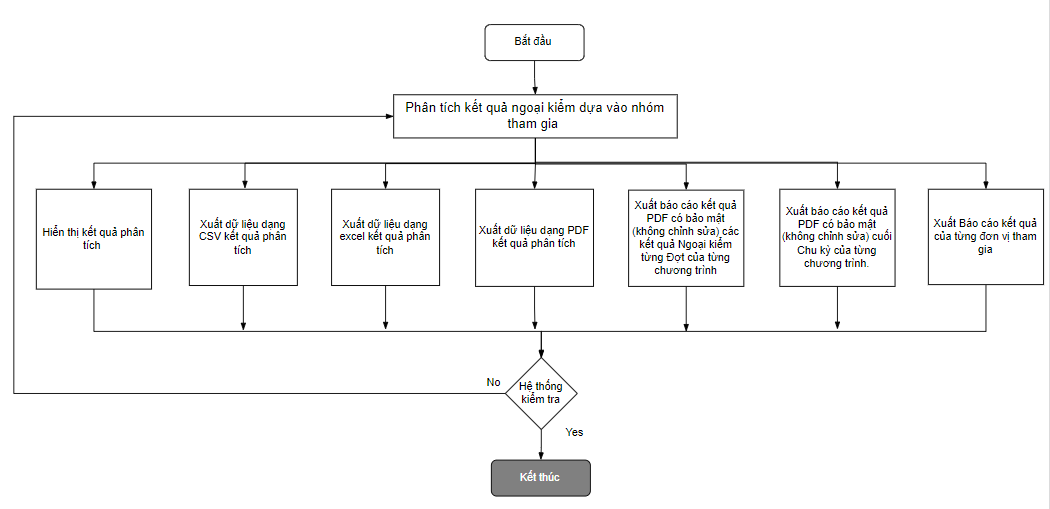 Bắt đầu
Phân tích kết quả ngoại kiểm dựa vào nhóm
tham gia
Hiển thị kết quả phân
tích
Xuất dữ liệu dạng
CSV kết quả phân
tích
Xuất dữ liệu dạng
excel kết quả phân
tích
Xuất dữ liệu dạng PDF
kết quả phân tích
Xuất báo cáo kết quả
PDF có bảo mật
(không chỉnh sửa) các
kết quả Ngoại kiểm
từng Đợt của từng
chương trình
Xuất báo cáo kết quả
PDF có bảo mật
(không chỉnh sửa) cuối
Chu kỳ của từng
chương trình.
Xuất Báo cáo kết quả
của từng đơn vị tham
gia
No
Hệ thống
kiểm tra
Yes
Kết thúc